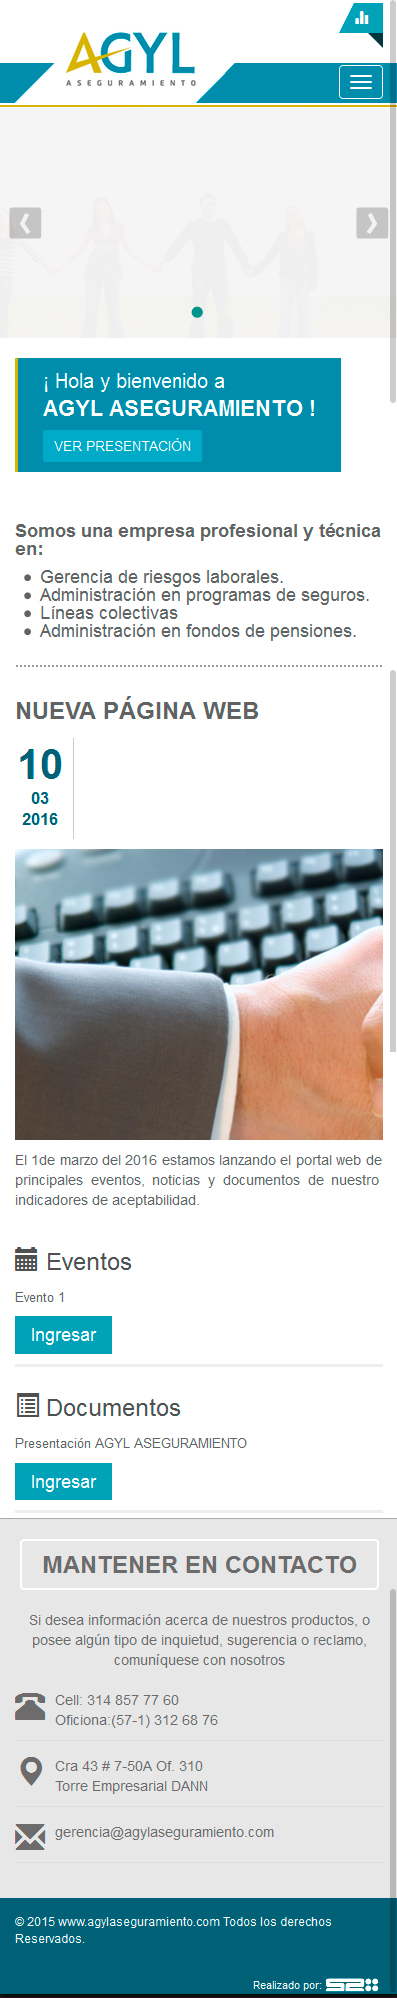 AGYL
ASEGURAMIENTO
¡ Hola y bienvenido a
AGYL ASEGURAMIENTO !
VER PRESENTACIÓN
Somos una empresa profesional y técnica
en:
Gerencia de riesgos laborales.
Administración en programas de seguros.
Líneas colectivas
Administración en fondos de pensiones.
NUEVA PÁGINA WEB
10
03
2016
El 1de marzo del 2016 estamos lanzando el portal web de
principales eventos, noticias y documentos de nuestro
indicadores de aceptabilidad.
Eventos
Evento 1
Ingresar
Documentos
Presentación AGYL ASEGURAMIENTO
Ingresar
MANTENER EN CONTACTO
Si desea información acerca de nuestros productos, o
posee algún tipo de inquietud, sugerencia o reclamo,
comuníquese con nosotros
Cell: 314 857 77 60
Oficiona:(57-1) 312 68 76
Cra 43 # 7-50A Of. 310
Torre Empresarial DANN
gerencia@agylaseguramiento.com
© 2015 www.agylaseguramiento.com Todos los derechos
Reservados.
Realizado por: